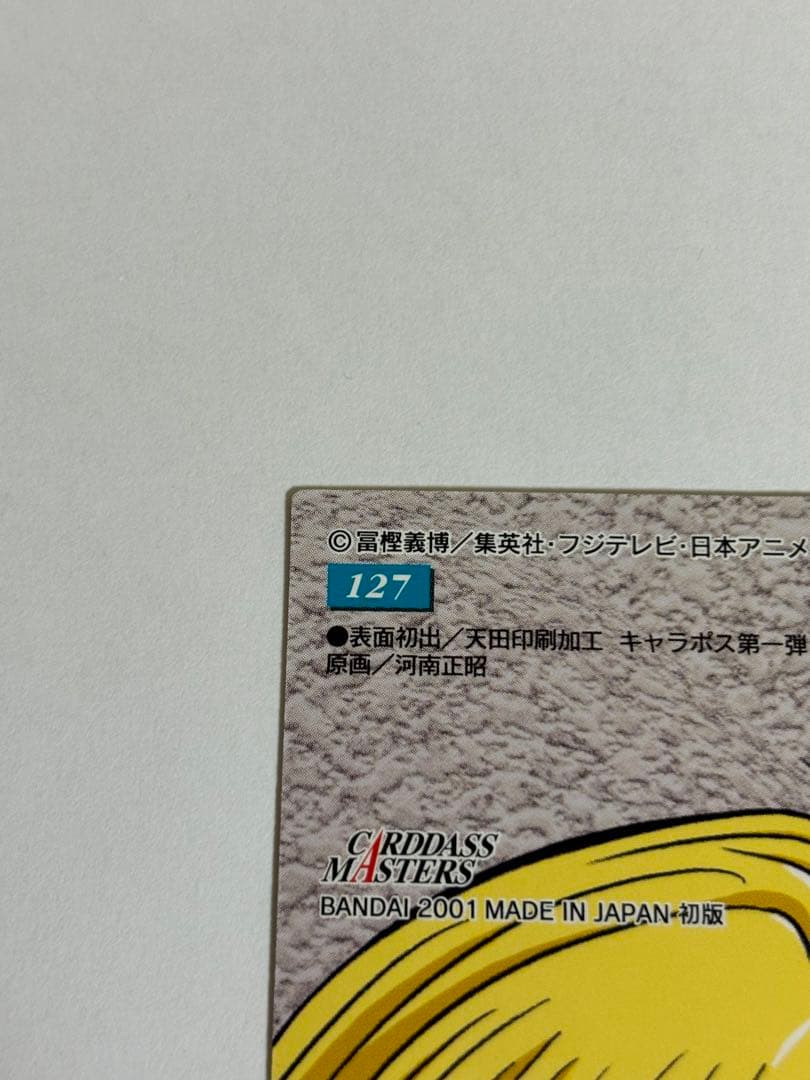 ©冨樫義博／集英社・フジテレビ・日本アニメ
127
●表面初出／天田印刷加工 キャラポス第一弾
原画／河南正昭
CARDDASS
MASTERS
BANDAI 2001 MADE IN JAPAN 初版